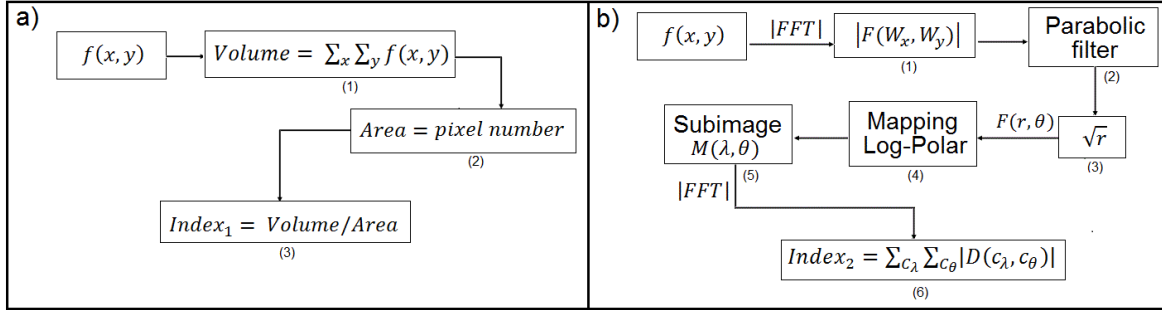 a)
f(x, y)
Volume = ∑x ∑y f(x, y)
(1)
Area = pixel number
(2)
Index₁ = Volume/Area
(3)
b)
f(x, y)
|FFT|
|F(Wx, Wy)|
(1)
Parabolic
filter
(2)
√r
(3)
F(r, θ)
Mapping
Log-Polar
(4)
Subimage
M(λ, θ)
(5)
|FFT|
Index₂ = ∑Cλ ∑Cθ |D(cλ, cθ)|
(6)